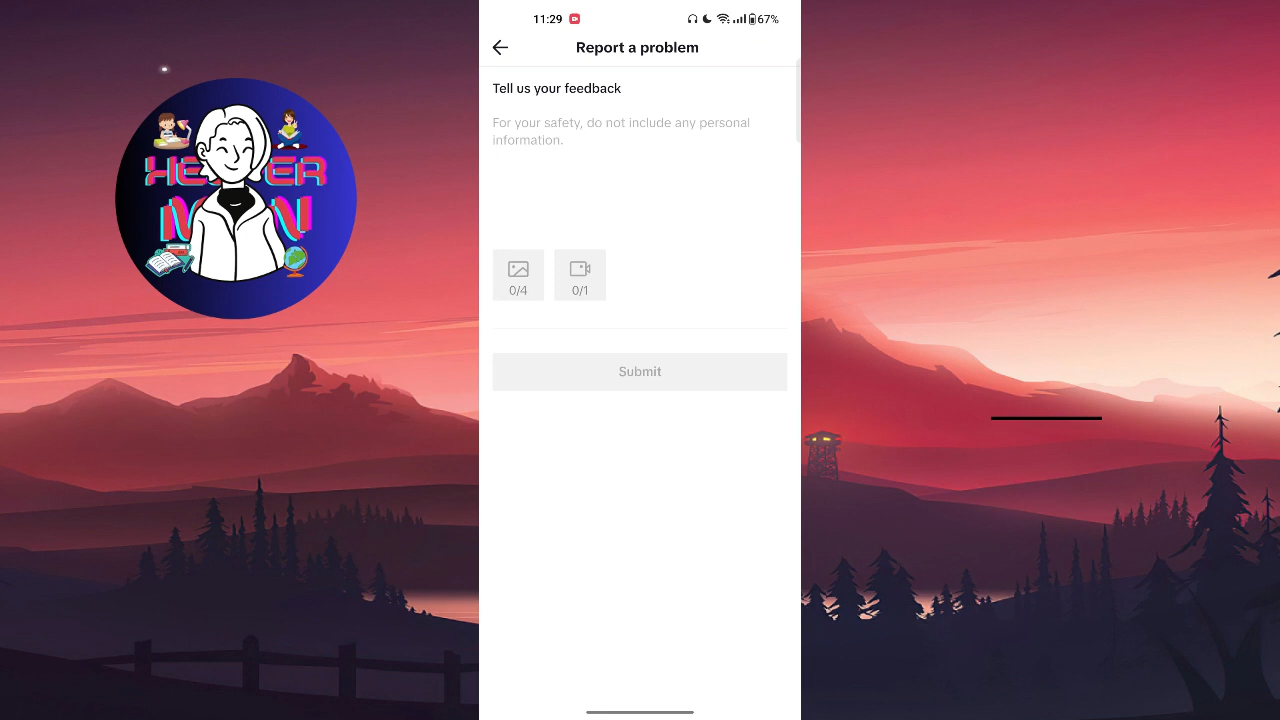 11:29
67%
Report a problem
Tell us your feedback
For your safety, do not include any personal
information.
0/4
0/1
Submit